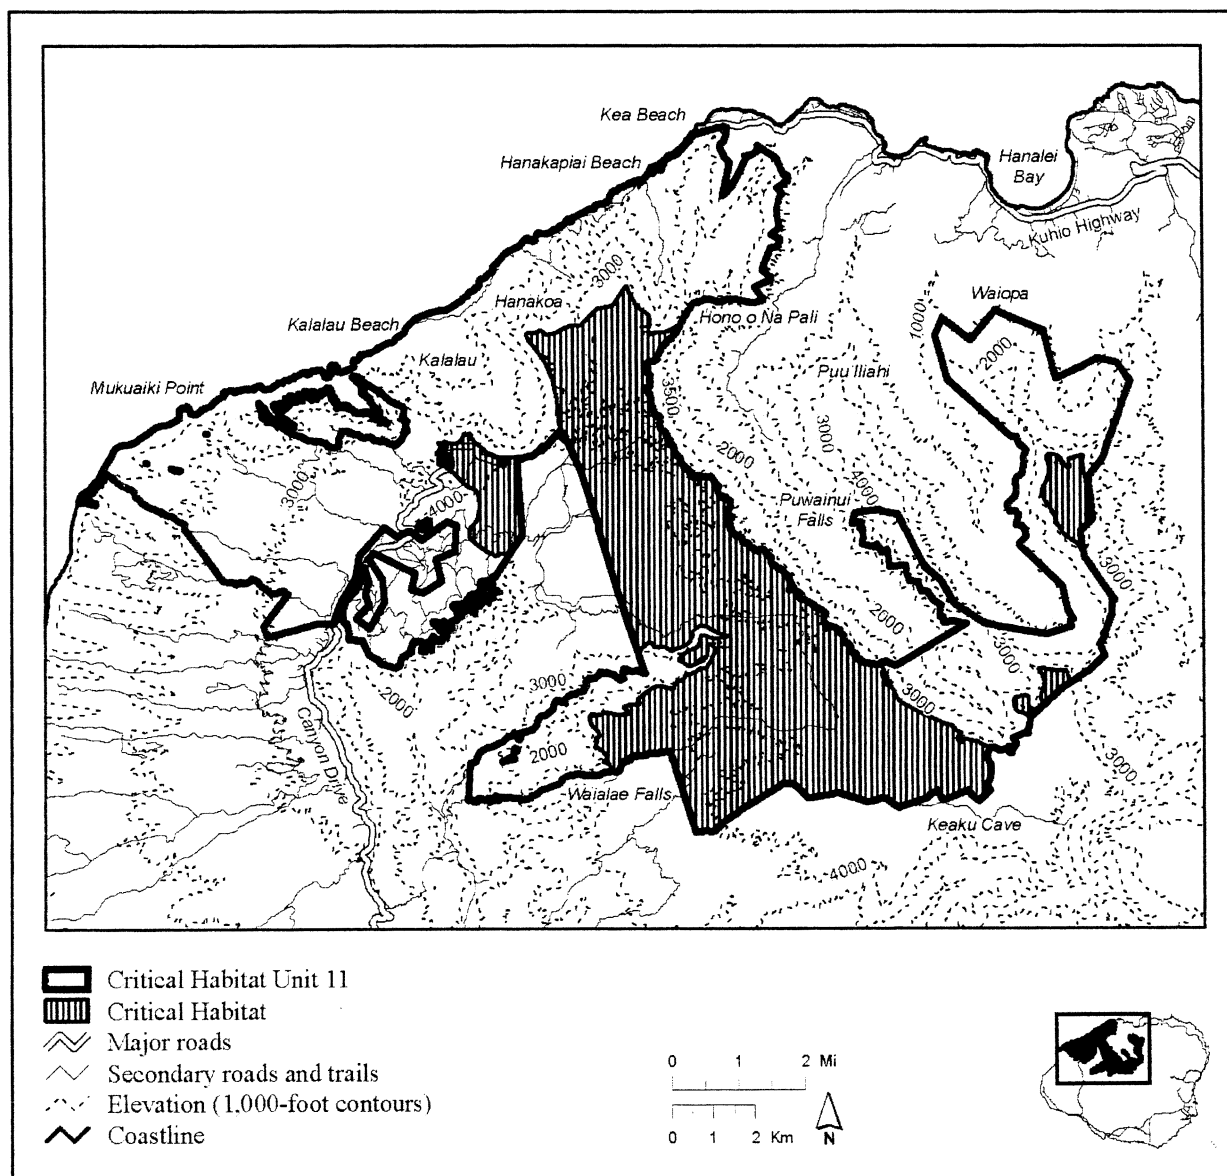 Kea Beach
Hanakapiai Beach
Hanalei
Bay
Kuhio Highway
3000
Hanakoa
Waiopa
Hono o Na Pali
Kalalau Beach
1000
2000
Kalalau
Puu Iliahi
Mukuaiki Point
3500
3000
2000
3000
4000
4000
Puwainui
Falls
3000
2000
3000
3000
2000
3000
Canyon Drive
2000
3000
Waialae Falls
Keaku Cave
4000
Critical Habitat Unit 11
Critical Habitat
Major roads
Secondary roads and trails
Elevation (1,000-foot contours)
Coastline
0 1 2 Mi
0 1 2 Km
N